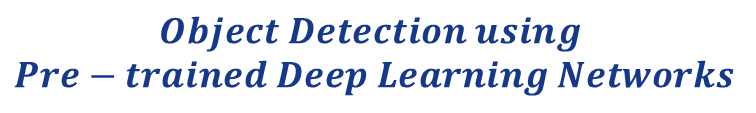 Object Detection using
Pre − trained Deep Learning Networks